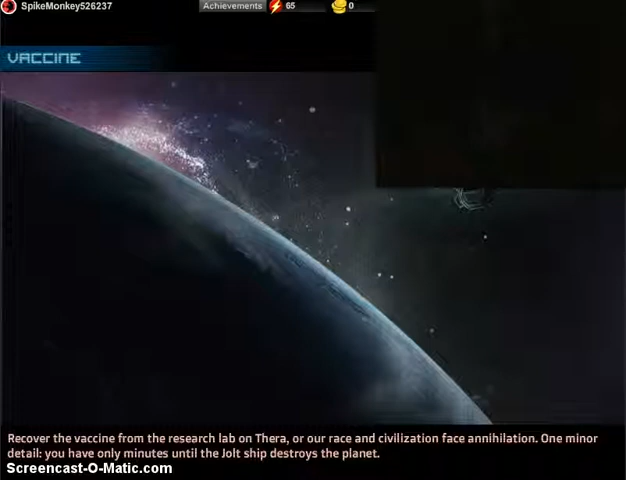 SpikeMonkey526237 Achievements 65 0
VACCINE
Recover the vaccine from the research lab on Thera, or our race and civilization face annihilation. One minor
detail: you have only minutes until the Jolt ship destroys the planet.
Screencast-O-Matic.com